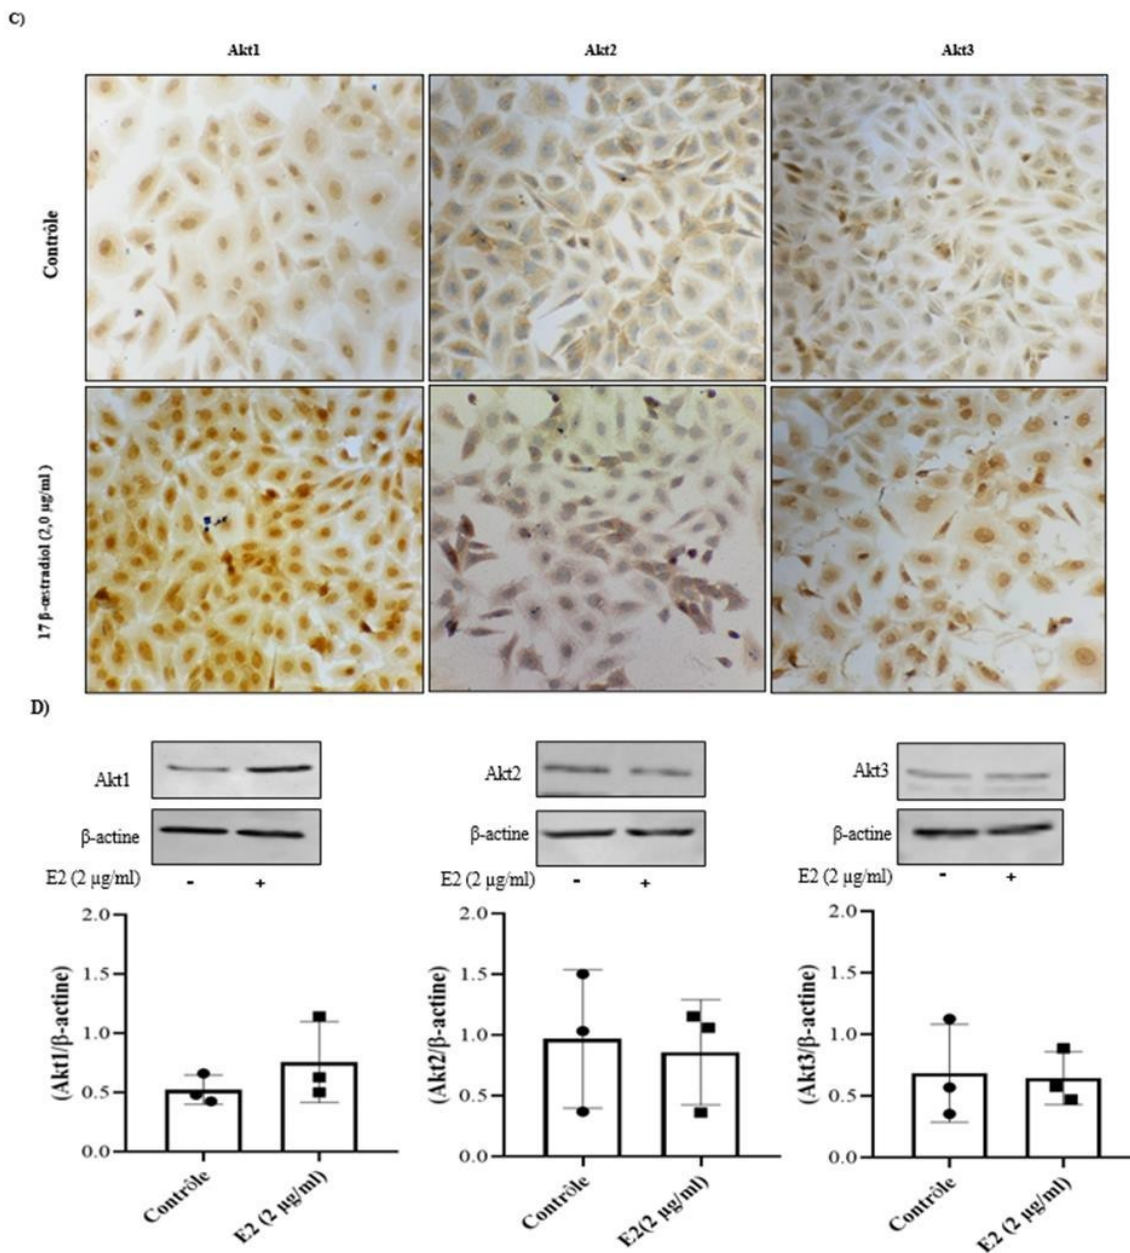 C)
Akt1 Akt2 Akt3
Contrôle
17 β-œstradiol (2,0 µg/ml )
D)
Akt1
β-actine
E2 (2 µg/ml) - +
Akt2
β-actine
E2 (2 µg/ml) - +
Akt3
β-actine
E2 (2 µg/ml) - +
(Akt1/β-actine)
2.0
1.5
1.0
0.5
0.0
Contrôle
E2 (2 µg/ml)
(Akt2/β-actine)
2.0
1.5
1.0
0.5
0.0
Contrôle
E2(2 µg/ml)
(Akt3/β-actine)
2.0
1.5
1.0
0.5
0.0
Contrôle
E2 (2 µg/ml)